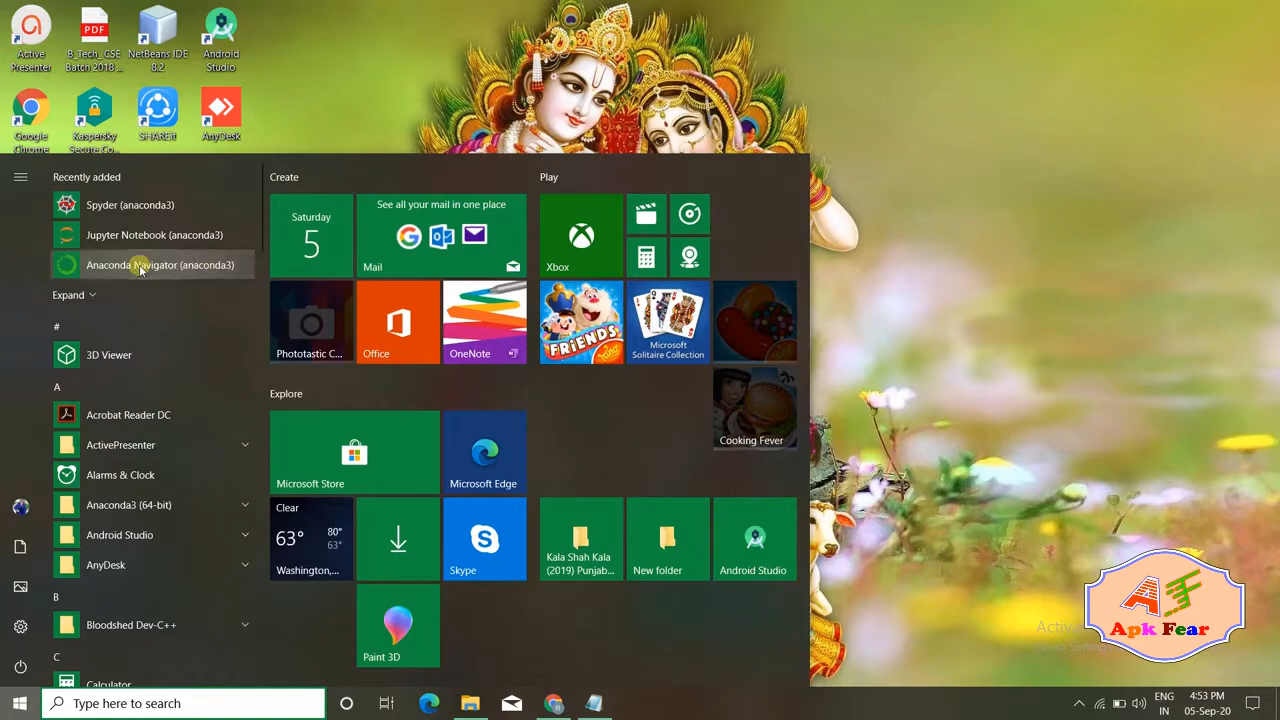 Active
Presenter
PDF
B_Tech_CSE
Batch 2018 ...
NetBeans IDE
8.2
Android
Studio
Google
Chrome
Kaspersky
Secure Co...
SHAREit
AnyDesk
Recently added
Spyder (anaconda3)
Jupyter Notebook (anaconda3)
Anaconda Navigator (anaconda3)
Expand
#
3D Viewer
A
Acrobat Reader DC
ActivePresenter
Alarms & Clock
Anaconda3 (64-bit)
Android Studio
AnyDesk
B
Bloodshed Dev-C++
C
Calculator
Create
Saturday
5
See all your mail in one place
Mail
Phototastic C...
Office
OneNote
Explore
Microsoft Store
Microsoft Edge
Clear
63°
80°
63°
Washington,...
Skype
Paint 3D
Play
Xbox
FRIENDS
Microsoft
Solitaire Collection
Cooking Fever
Kala Shah Kala
(2019) Punjab...
New folder
Android Studio
Apk Fear
Type here to search
ENG
IN
4:53 PM
05-Sep-20